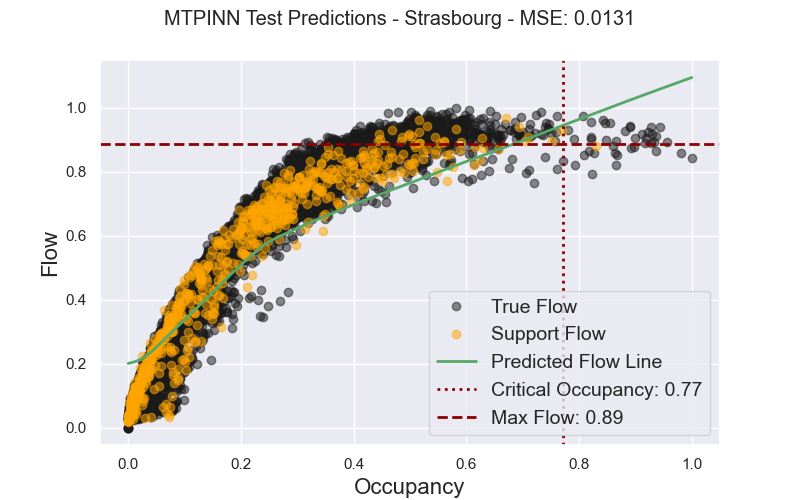 MTPINN Test Predictions - Strasbourg - MSE: 0.0131
Flow
1.0
0.8
0.6
0.4
0.2
0.0
True Flow
Support Flow
Predicted Flow Line
Critical Occupancy: 0.77
Max Flow: 0.89
0.0 0.2 0.4 0.6 0.8 1.0
Occupancy